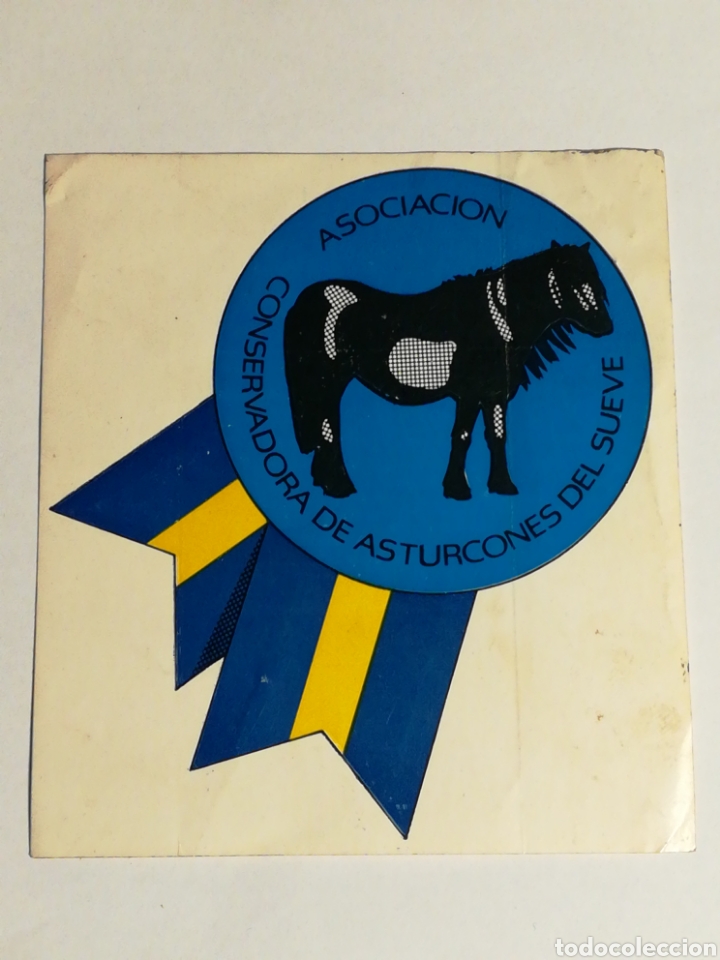 ASOCIACION
CONSERVADORA DE ASTURCONES DEL SUEVE
todocoleccion